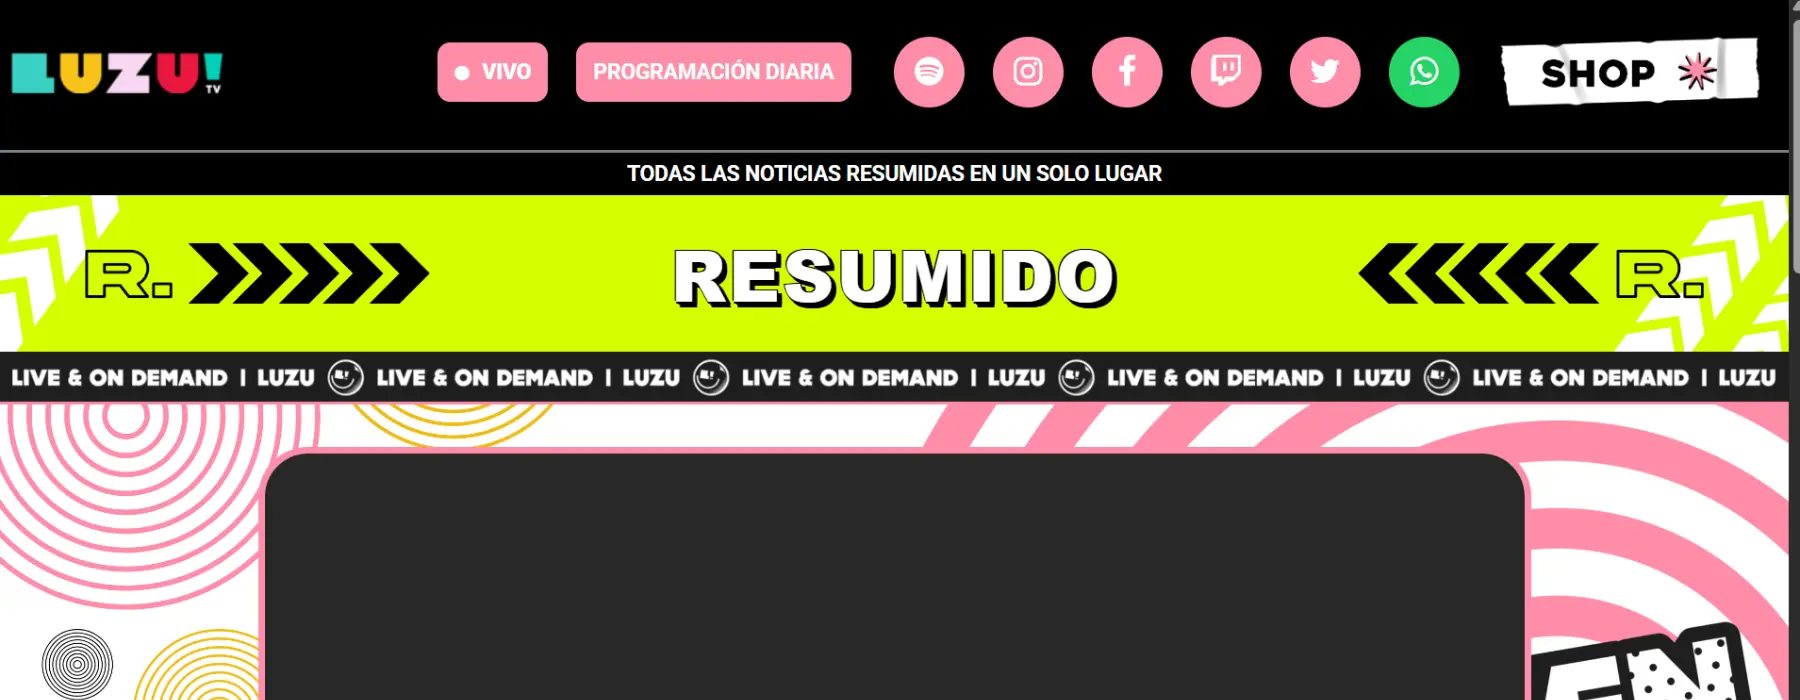 LUZU!
TV
VIVO
PROGRAMACIÓN DIARIA
SHOP
TODAS LAS NOTICIAS RESUMIDAS EN UN SOLO LUGAR
R.
RESUMIDO
R.
LIVE & ON DEMAND | LUZU LIVE & ON DEMAND | LUZU LIVE & ON DEMAND | LUZU LIVE & ON DEMAND | LUZU LIVE & ON DEMAND | LUZU
EN